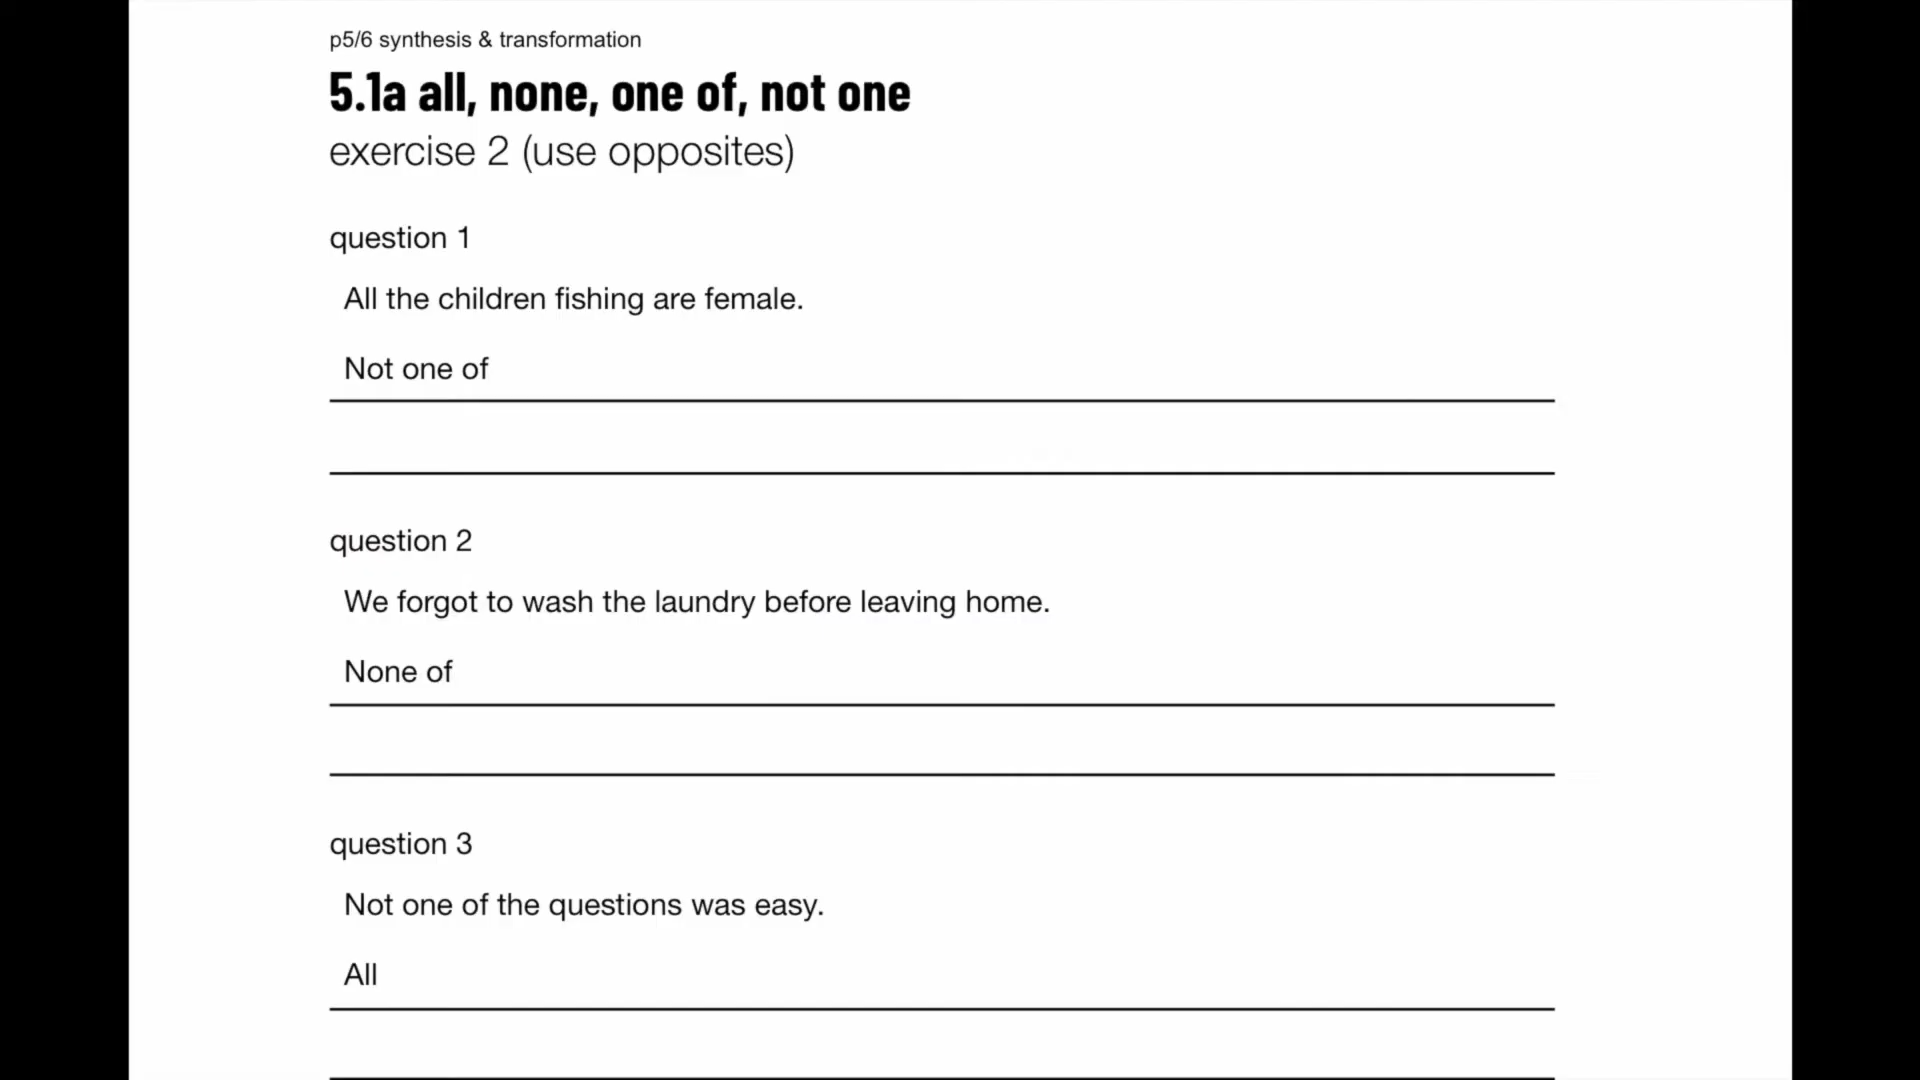 p5/6 synthesis & transformation
5.1a all, none, one of, not one
exercise 2 (use opposites)
question 1
All the children fishing are female.
Not one of
question 2
We forgot to wash the laundry before leaving home.
None of
question 3
Not one of the questions was easy.
All